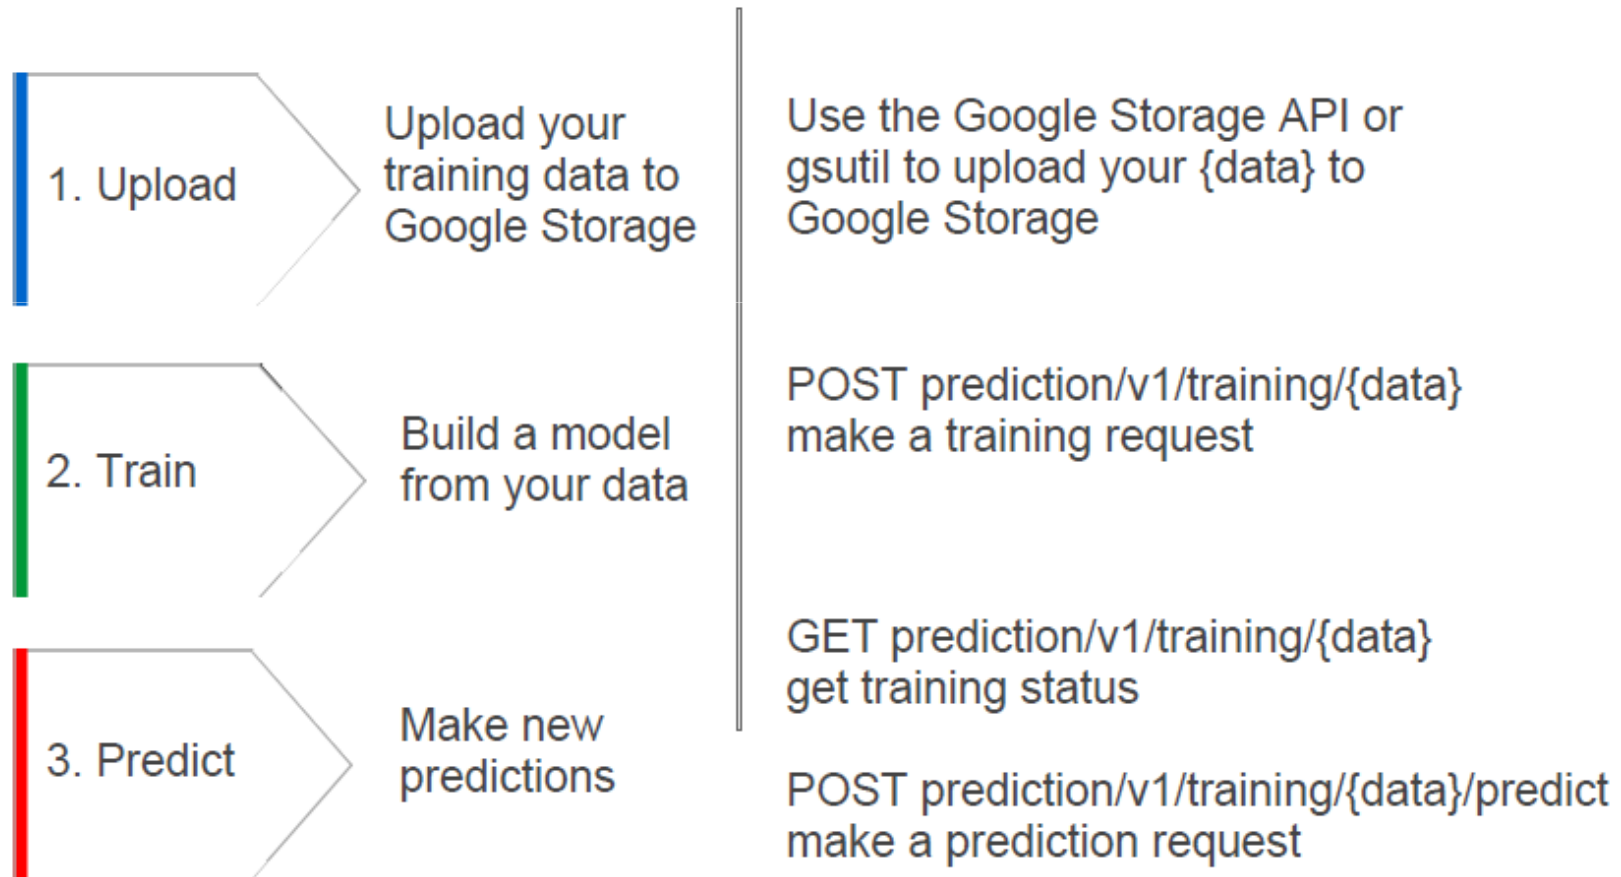 1. Upload
Upload your
training data to
Google Storage
Use the Google Storage API or
gsutil to upload your {data} to
Google Storage
2. Train
Build a model
from your data
POST prediction/v1/training/{data}
make a training request
3. Predict
Make new
predictions
GET prediction/v1/training/{data}
get training status
POST prediction/v1/training/{data}/predict
make a prediction request